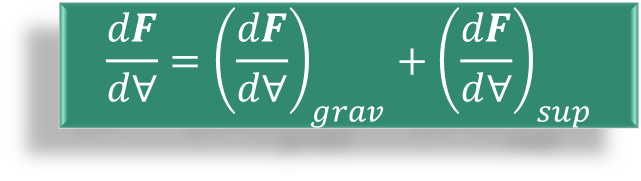 d𝑭/d∀ = (d𝑭/d∀)_grav + (d𝑭/d∀)_sup